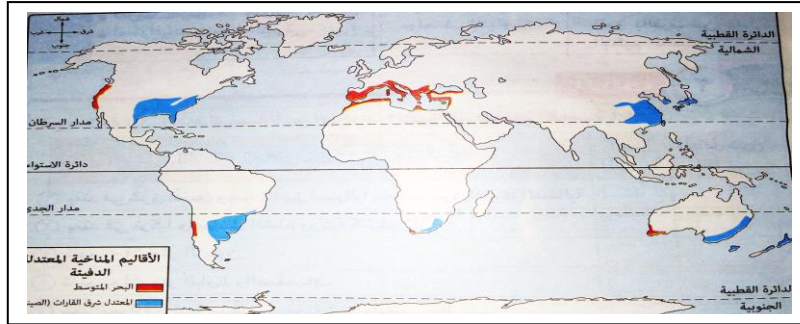 شمال
شرق
غرب
جنوب
الدائرة القطبية
الشمالية
مدار السرطان
دائرة الاستواء
مدار الجدي
الأقاليم المناخية المعتدلة
الدفيئة
البحر المتوسط
المعتدل شرق القارات (الصيني
الدائرة القطبية
الجنوبية